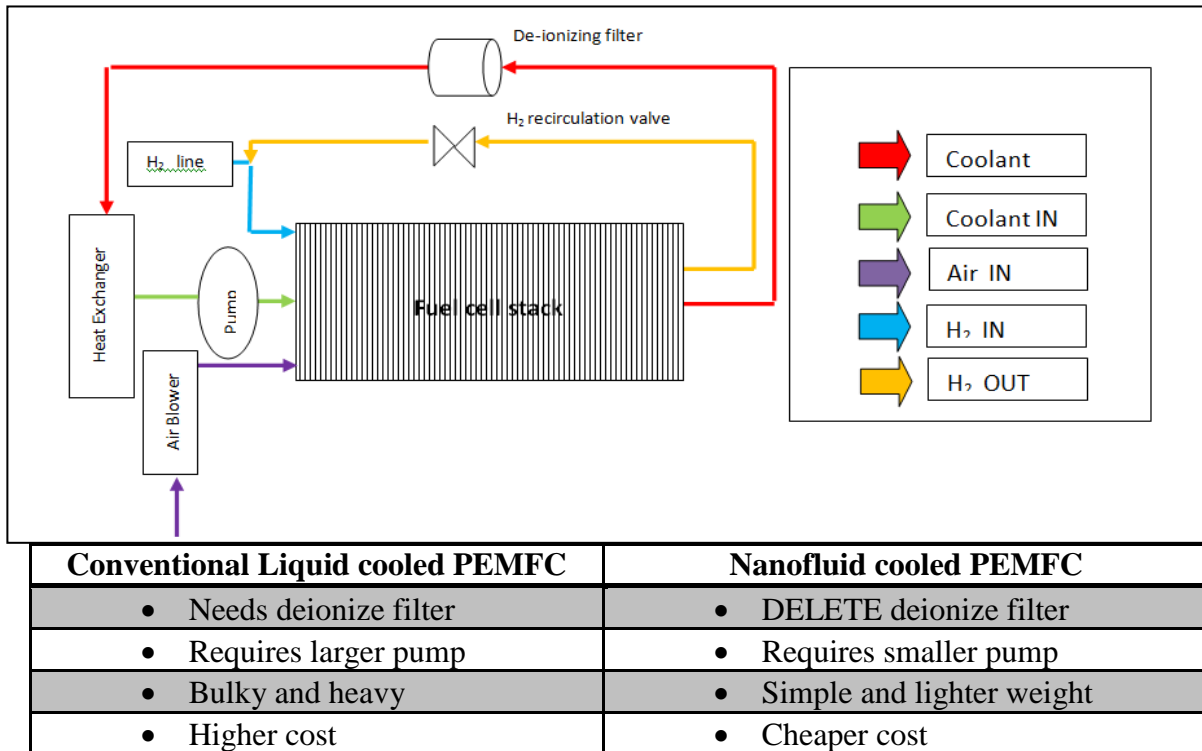 De-ionizing filter
H₂ recirculation valve
H₂ line
Heat Exchanger
Pump
Air Blower
Fuel cell stack
Coolant
Coolant IN
Air IN
H₂ IN
H₂ OUT
Conventional Liquid cooled PEMFC
Nanofluid cooled PEMFC
• Needs deionize filter
• DELETE deionize filter
• Requires larger pump
• Requires smaller pump
• Bulky and heavy
• Simple and lighter weight
• Higher cost
• Cheaper cost